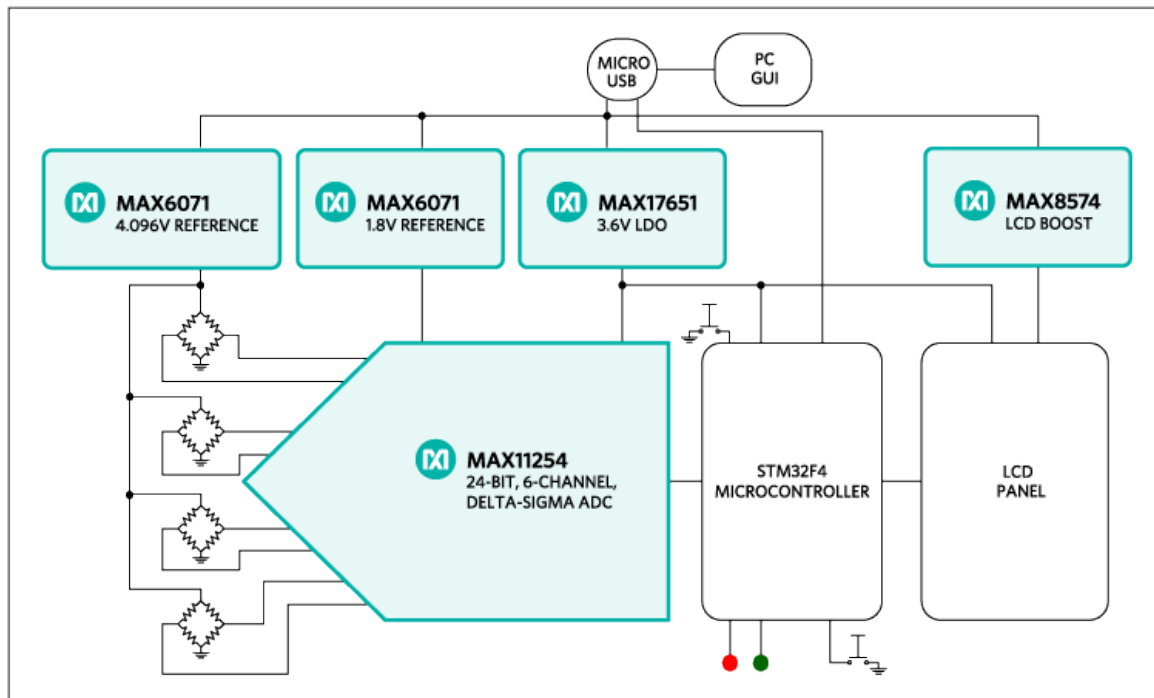 MICRO
USB
PC
GUI
MAX6071
4.096V REFERENCE
MAX6071
1.8V REFERENCE
MAX17651
3.6V LDO
MAX8574
LCD BOOST
MAX11254
24-BIT, 6-CHANNEL,
DELTA-SIGMA ADC
STM32F4
MICROCONTROLLER
LCD
PANEL